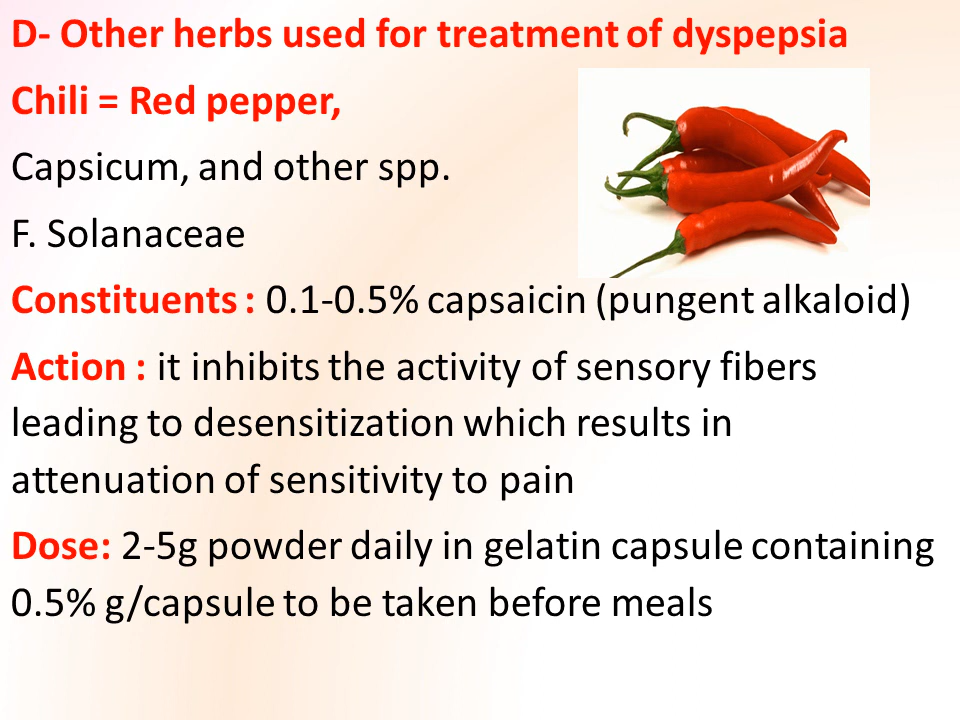 D- Other herbs used for treatment of dyspepsia
Chili = Red pepper,
Capsicum, and other spp.
F. Solanaceae
Constituents : 0.1-0.5% capsaicin (pungent alkaloid)
Action : it inhibits the activity of sensory fibers
leading to desensitization which results in
attenuation of sensitivity to pain
Dose: 2-5g powder daily in gelatin capsule containing
0.5% g/capsule to be taken before meals